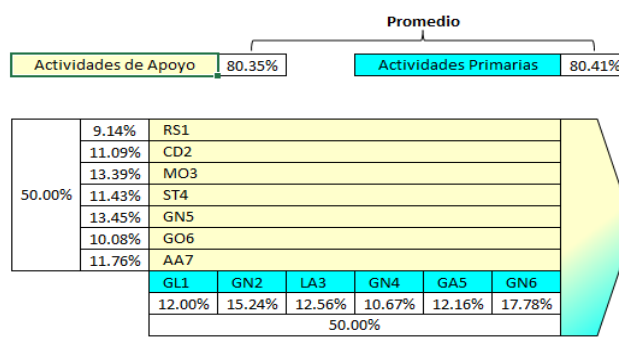 Promedio
Actividades de Apoyo 80.35% Actividades Primarias 80.41%
9.14% RS1
11.09% CD2
13.39% MO3
50.00% 11.43% ST4
13.45% GN5
10.08% GO6
11.76% AA7
GL1 GN2 LA3 GN4 GA5 GN6
12.00% 15.24% 12.56% 10.67% 12.16% 17.78%
50.00%